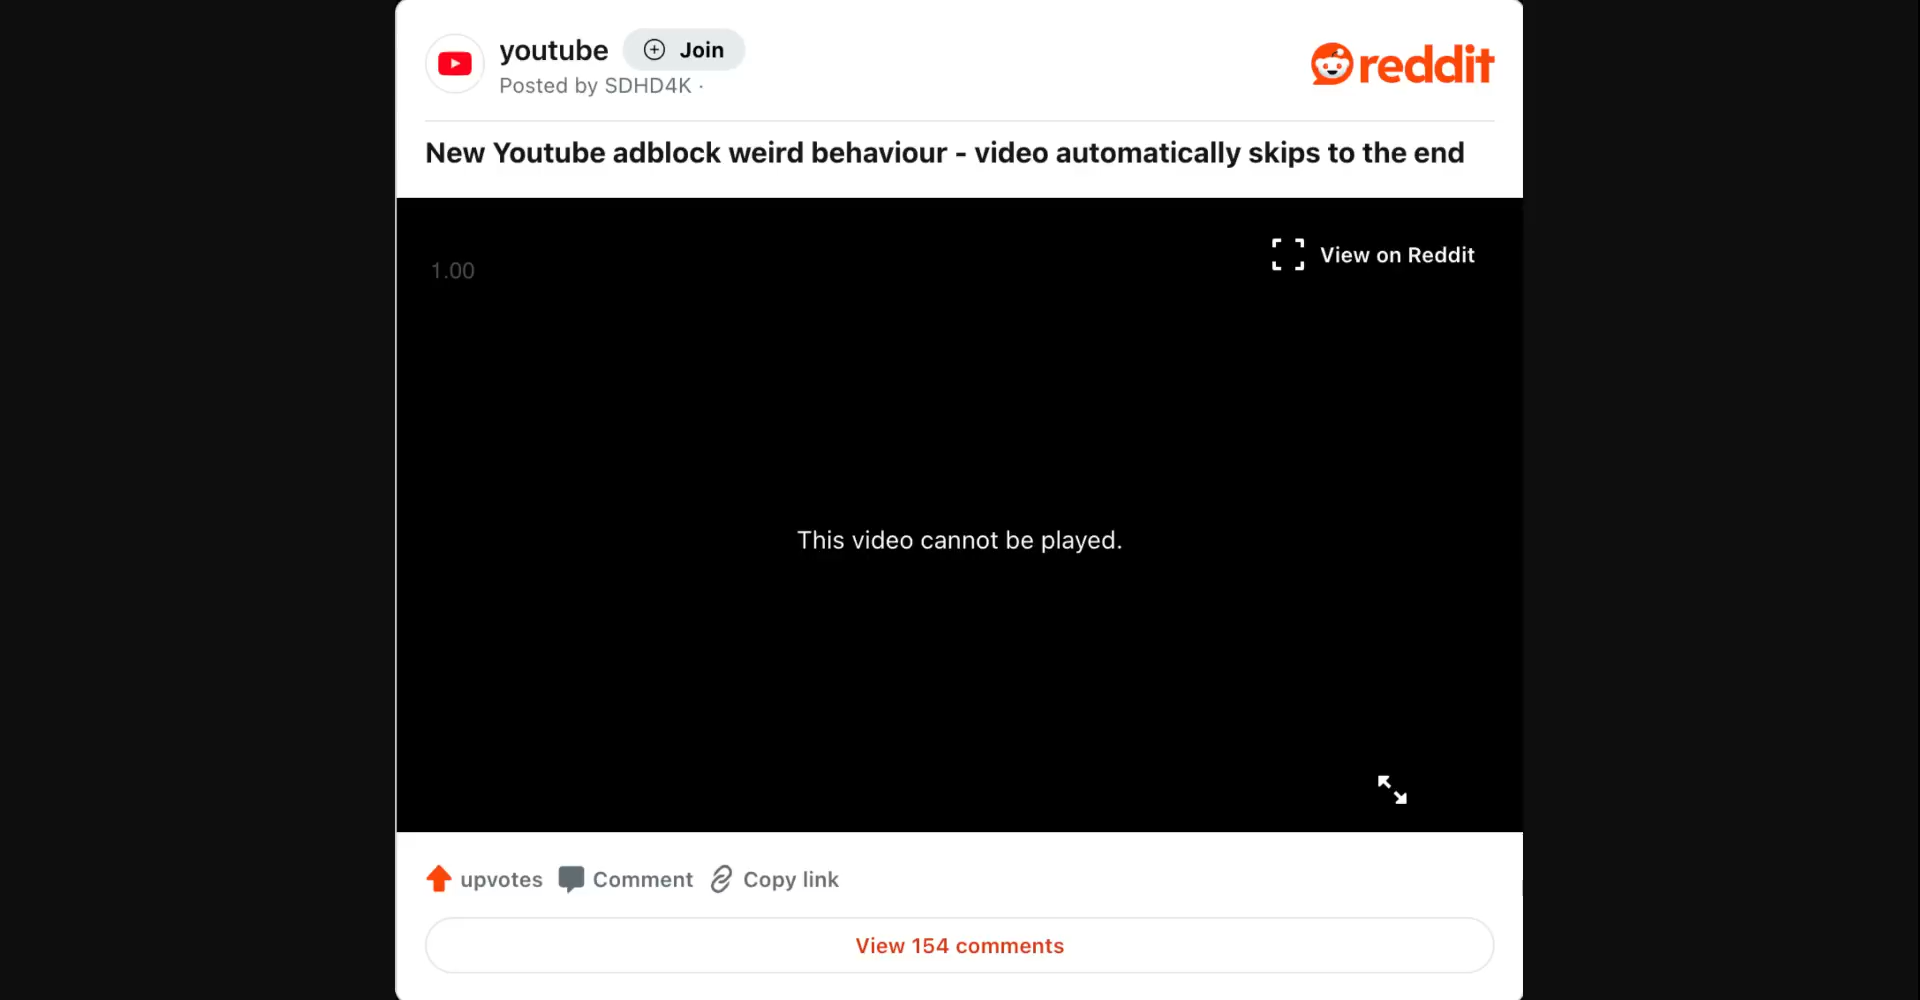 youtube
Join
Posted by SDHD4K ·
reddit
New Youtube adblock weird behaviour - video automatically skips to the end
1.00
View on Reddit
This video cannot be played.
upvotes
Comment
Copy link
View 154 comments